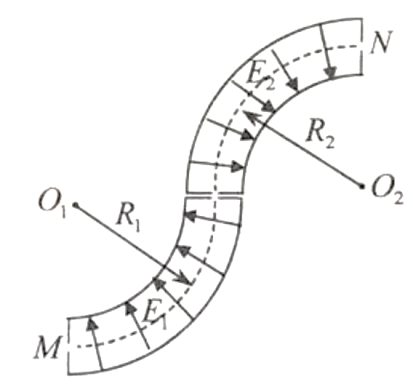 N
E₂
R₂
O₂
O₁
R₁
E₁
M